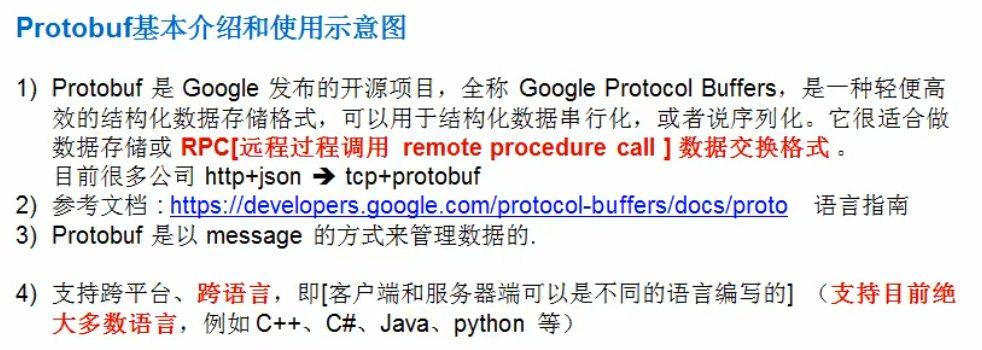 Protobuf基本介绍和使用示意图
1) Protobuf 是 Google 发布的开源项目，全称 Google Protocol Buffers，是一种轻便高
效的结构化数据存储格式，可以用于结构化数据串行化，或者说序列化。它很适合做
数据存储或 RPC[远程过程调用 remote procedure call ] 数据交换格式 。
目前很多公司 http+json ➔ tcp+protobuf
2) 参考文档 : https://developers.google.com/protocol-buffers/docs/proto 语言指南
3) Protobuf 是以 message 的方式来管理数据的.
4) 支持跨平台、跨语言，即[客户端和服务器端可以是不同的语言编写的] （支持目前绝
大多数语言，例如 C++、C#、Java、python 等）